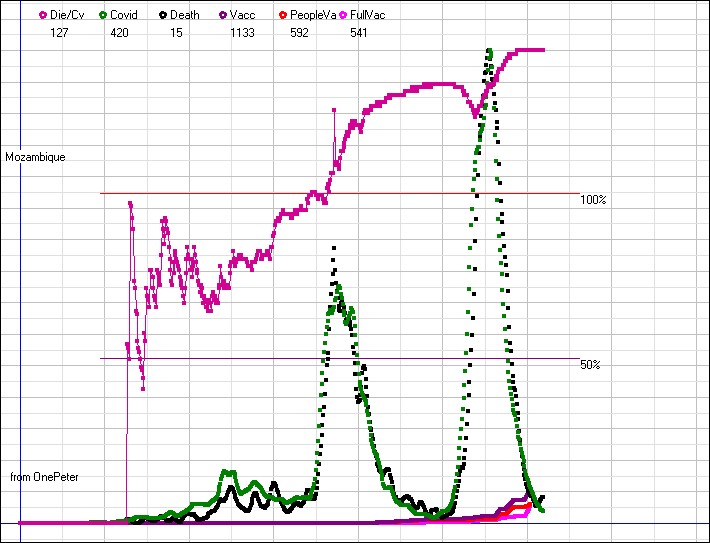 Die/Cv Covid Death Vacc PeopleVa FullVac
127 420 15 1133 592 541
Mozambique
100%
50%
from OnePeter